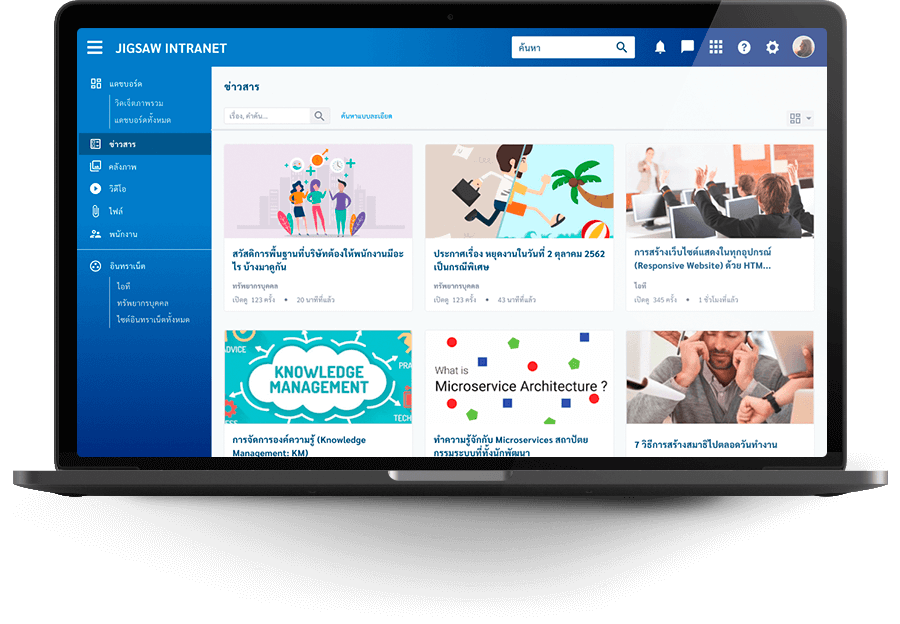 JIGSAW INTRANET
ค้นหา
แดชบอร์ด
วิดเจ็ตภาพรวม
แดชบอร์ดทั้งหมด
ข่าวสาร
คลังภาพ
วิดีโอ
ไฟล์
พนักงาน
อินทราเน็ต
ไอที
ทรัพยากรบุคคล
ไซต์อินทราเน็ตทั้งหมด
ข่าวสาร
เรื่อง, คำค้น...
ค้นหาแบบละเอียด
สวัสดิการพื้นฐานที่บริษัทต้องให้พนักงานมีอะ
ไร บ้างมาดูกัน
ทรัพยากรบุคคล
เปิดดู 123 ครั้ง • 20 นาทีที่แล้ว
Oct
ประกาศเรื่อง หยุดงานในวันที่ 2 ตุลาคม 2562
เป็นกรณีพิเศษ
ทรัพยากรบุคคล
เปิดดู 123 ครั้ง • 43 นาทีที่แล้ว
การสร้างเว็บไซต์แสดงในทุกอุปกรณ์
(Responsive Website) ด้วย HTM...
ไอที
เปิดดู 345 ครั้ง • 1 ชั่วโมงที่แล้ว
ADVICE
PRA
KNOWLEDGE
MANAGEMENT
TECH
การจัดการองค์ความรู้ (Knowledge
Management: KM)
What is
Microservice Architecture ?
ทำความรู้จักกับ Microservices สถาปัตย
กรรมระบบที่ทั้งนักพัฒนา
7 วิธีการสร้างสมาธิไปตลอดวันทำงาน